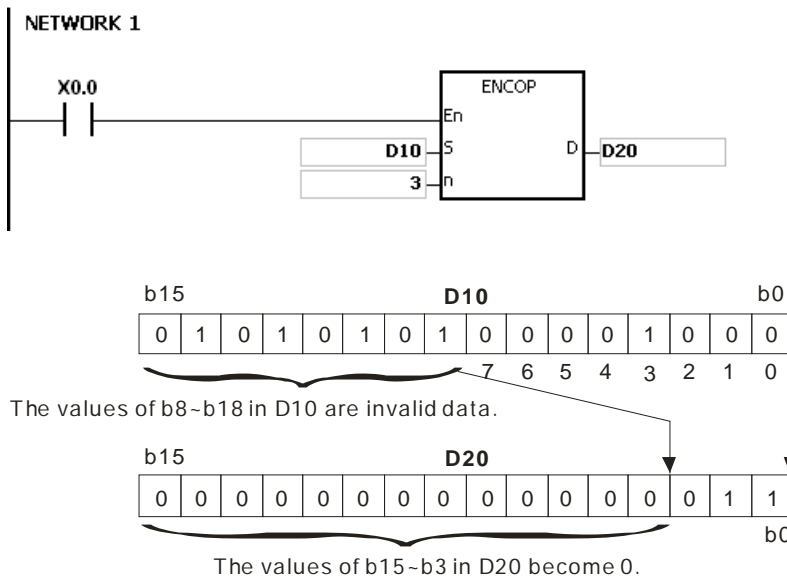 NETWORK 1
X0.0
ENCOP
En
D10 S D D20
3 n
b15 D10 b0
0 1 0 1 0 1 0 1 0 0 0 0 1 0 0 0
7 6 5 4 3 2 1 0
The values of b8~b18 in D10 are invalid data.
b15 D20
0 0 0 0 0 0 0 0 0 0 0 0 0 0 1 1
b0
The values of b15~b3 in D20 become 0.